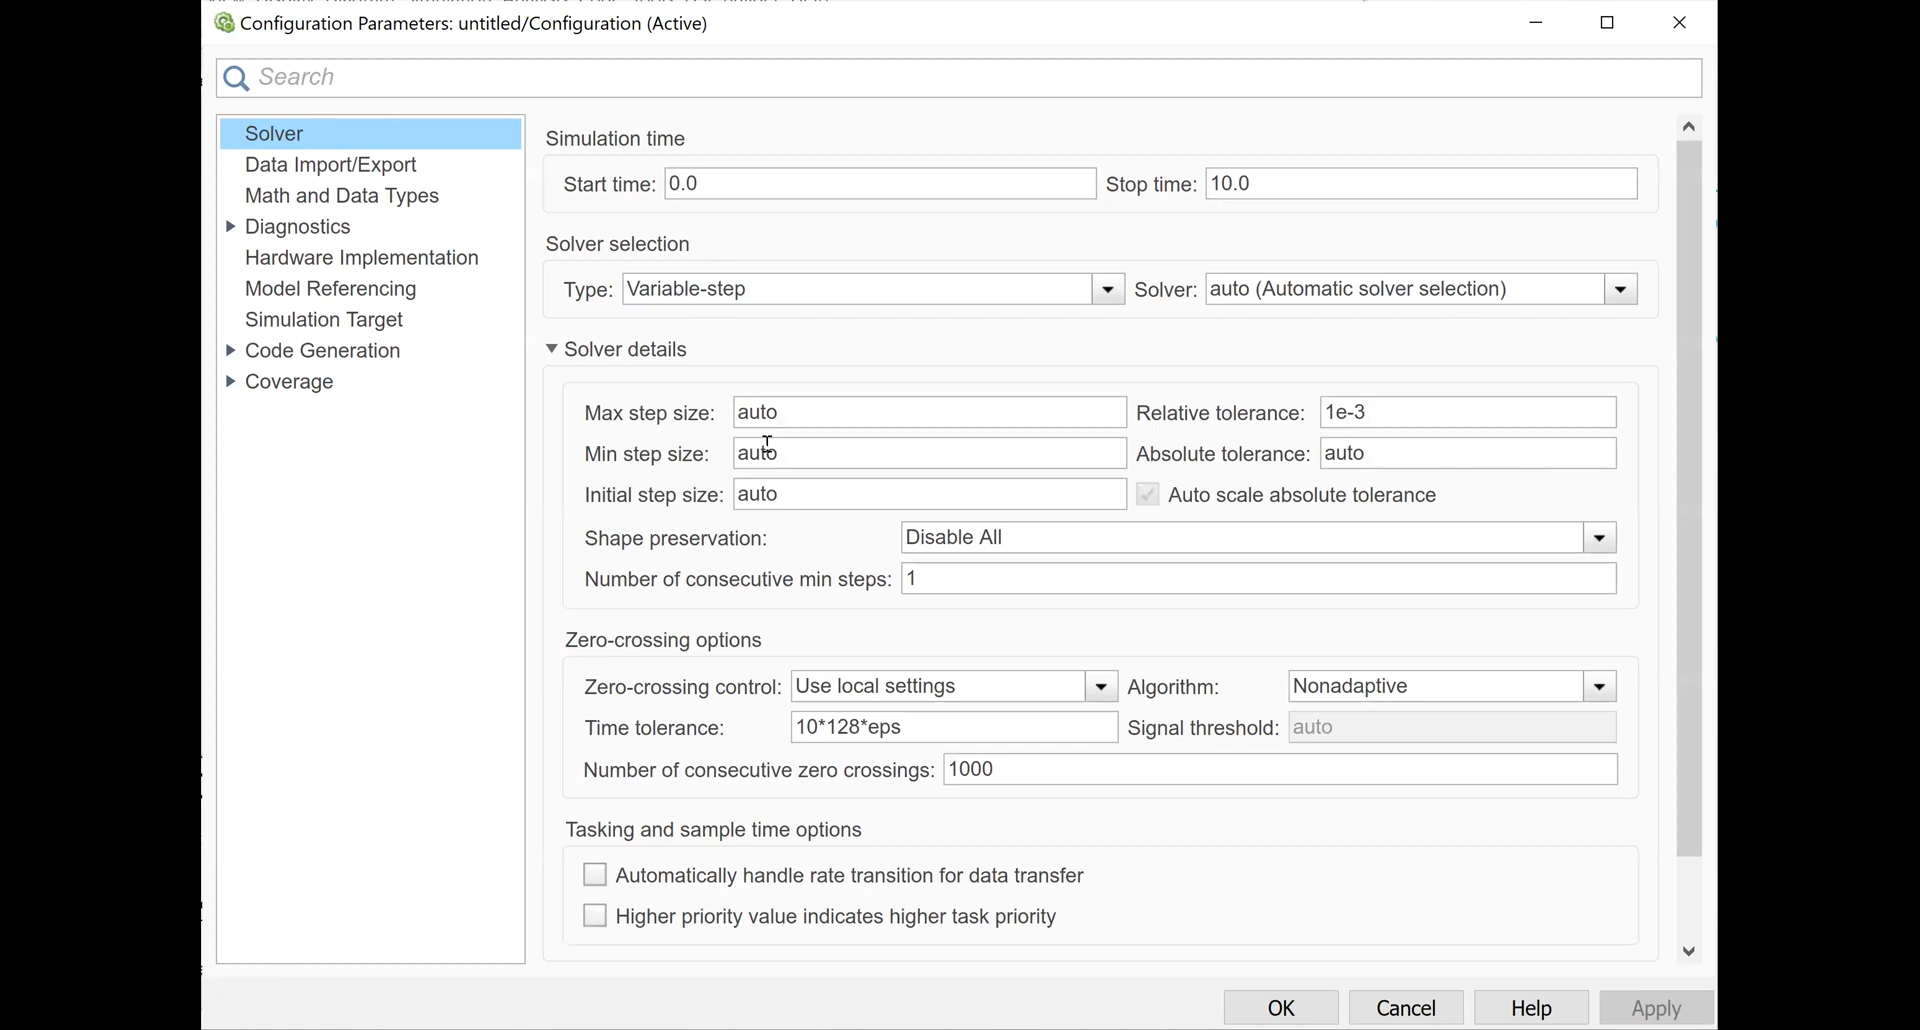 Configuration Parameters: untitled/Configuration (Active)
Search
Solver
Data Import/Export
Math and Data Types
Diagnostics
Hardware Implementation
Model Referencing
Simulation Target
Code Generation
Coverage
Simulation time
Start time: 0.0 Stop time: 10.0
Solver selection
Type: Variable-step Solver: auto (Automatic solver selection)
Solver details
Max step size: auto Relative tolerance: 1e-3
Min step size: auto Absolute tolerance: auto
Initial step size: auto Auto scale absolute tolerance
Shape preservation: Disable All
Number of consecutive min steps: 1
Zero-crossing options
Zero-crossing control: Use local settings Algorithm: Nonadaptive
Time tolerance: 10*128*eps Signal threshold: auto
Number of consecutive zero crossings: 1000
Tasking and sample time options
Automatically handle rate transition for data transfer
Higher priority value indicates higher task priority
OK Cancel Help Apply